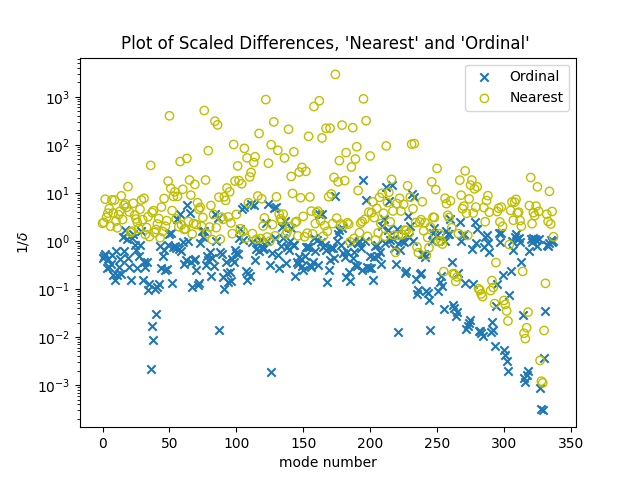 Plot of Scaled Differences, 'Nearest' and 'Ordinal'
Ordinal
Nearest
10³
10²
10¹
10⁰
10⁻¹
10⁻²
10⁻³
1/δ
0 50 100 150 200 250 300 350
mode number